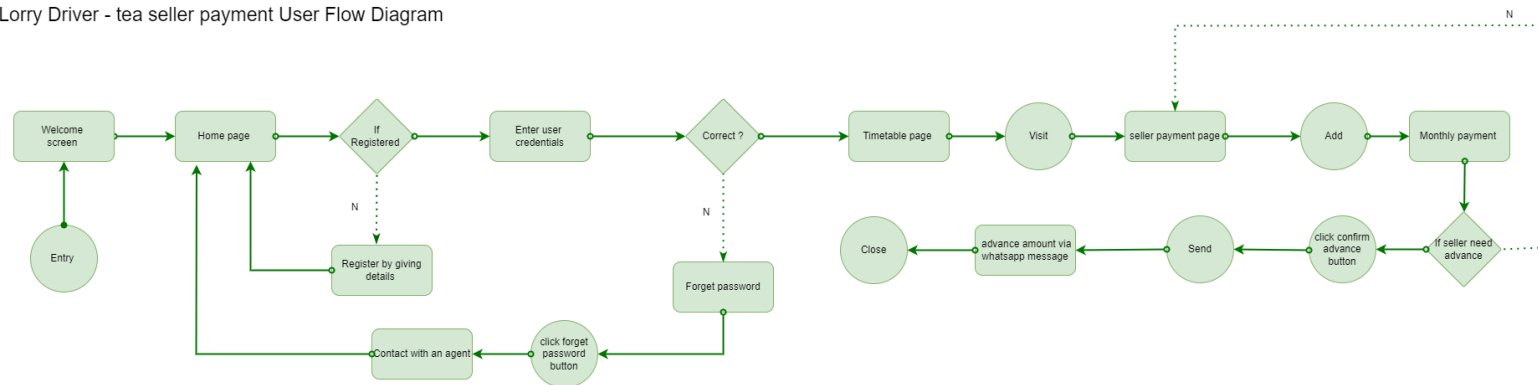 Lorry Driver - tea seller payment User Flow Diagram
N
Welcome
screen
Home page
If
Registered
Enter user
credentials
Correct ?
Timetable page
Visit
seller payment page
Add
Monthly payment
N
N
Entry
Register by giving
details
Forget password
Close
advance amount via
whatsapp message
Send
click confirm
advance
button
If seller need
advance
Contact with an agent
click forget
password
button